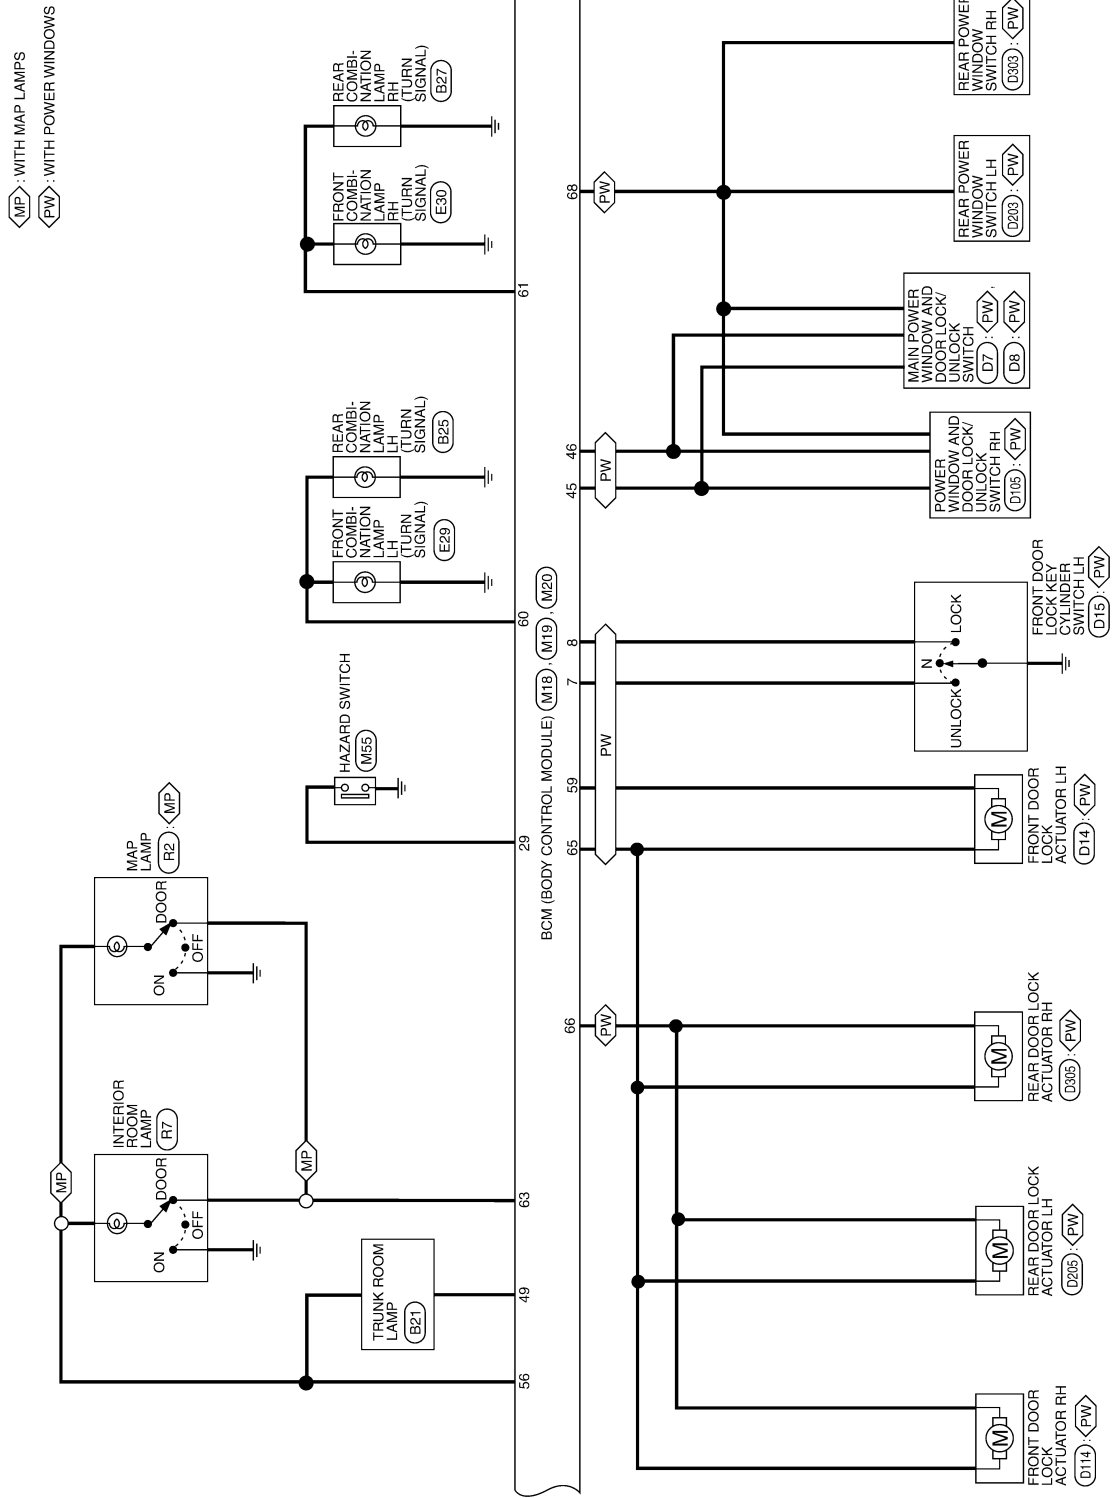 MP : WITH MAP LAMPS
PW : WITH POWER WINDOWS
INTERIOR
ROOM
LAMP
R7
DOOR
OFF
ON
MP
MP
MAP
LAMP
R2 : MP
DOOR
OFF
ON
TRUNK ROOM
LAMP
B21
HAZARD SWITCH
M55
FRONT
COMBI-
NATION
LAMP
LH
(TURN
SIGNAL)
E29
REAR
COMBI-
NATION
LAMP
LH
(TURN
SIGNAL)
B25
FRONT
COMBI-
NATION
LAMP
RH
(TURN
SIGNAL)
E30
REAR
COMBI-
NATION
LAMP
RH
(TURN
SIGNAL)
B27
56
49
63
29
60
61
BCM (BODY CONTROL MODULE) M18 , M19 , M20
66
65
59
7
8
45
46
68
PW
PW
PW
PW
FRONT DOOR
LOCK
ACTUATOR RH
D114 : PW
M
REAR DOOR LOCK
ACTUATOR LH
D205 : PW
M
REAR DOOR LOCK
ACTUATOR RH
D305 : PW
M
FRONT DOOR
LOCK
ACTUATOR LH
D14 : PW
M
UNLOCK
N
LOCK
FRONT DOOR
LOCK KEY
CYLINDER
SWITCH LH
D15 : PW
POWER
WINDOW AND
DOOR LOCK/
UNLOCK
SWITCH RH
D105 : PW
MAIN POWER
WINDOW AND
DOOR LOCK/
UNLOCK
SWITCH
D7 : PW ,
D8 : PW
REAR POWER
WINDOW
SWITCH LH
D203 : PW
REAR POWER
WINDOW
SWITCH RH
D303 : PW